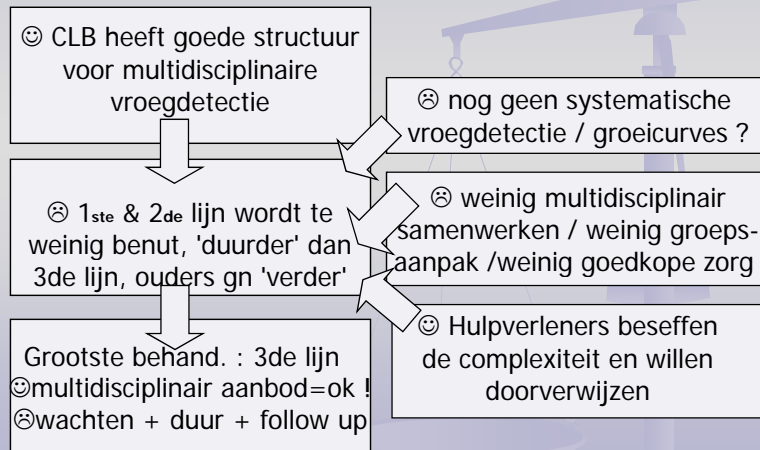 ☺ CLB heeft goede structuur
voor multidisciplinaire
vroegdetectie
☹ nog geen systematische
vroegdetectie / groeicurves ?
☹ 1ste & 2de lijn wordt te
weinig benut, 'duurder' dan
3de lijn, ouders gn 'verder'
☹ weinig multidisciplinair
samenwerken / weinig groeps-
aanpak /weinig goedkope zorg
☺ Hulpverleners beseffen
de complexiteit en willen
doorverwijzen
Grootste behand. : 3de lijn
☺multidisciplinair aanbod=ok !
☹wachten + duur + follow up